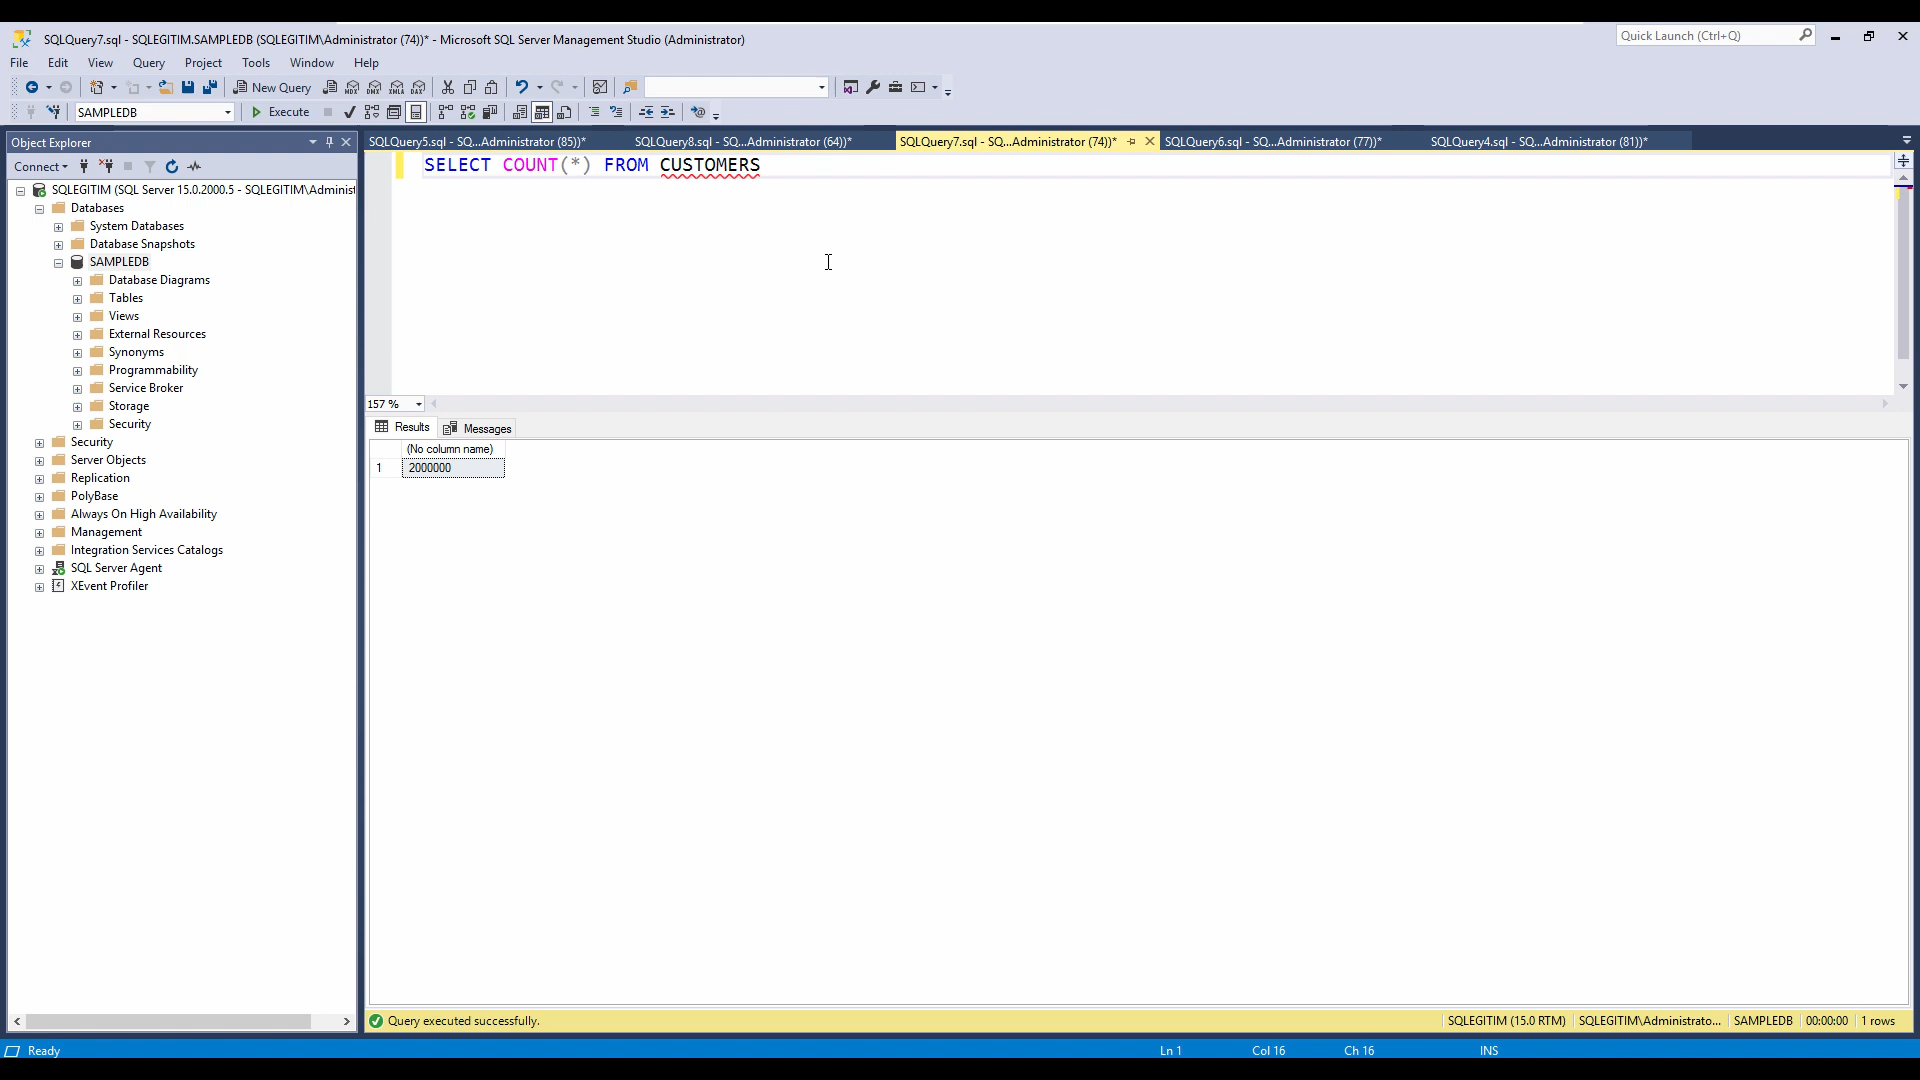 SQLQuery7.sql - SQLEGITIM.SAMPLEDB (SQLEGITIM\Administrator (74))* - Microsoft SQL Server Management Studio (Administrator)
Quick Launch (Ctrl+Q)
File Edit View Query Project Tools Window Help
New Query
SAMPLEDB
Execute
Object Explorer
SQLQuery5.sql - SQ...Administrator (85))*
SQLQuery8.sql - SQ...Administrator (64))*
SQLQuery7.sql - SQ...Administrator (74))*
SQLQuery6.sql - SQ...Administrator (77))*
SQLQuery4.sql - SQ...Administrator (81))*
Connect
SELECT COUNT(*) FROM CUSTOMERS
SQLEGITIM (SQL Server 15.0.2000.5 - SQLEGITIM\Administ
Databases
System Databases
Database Snapshots
SAMPLEDB
Database Diagrams
Tables
Views
External Resources
Synonyms
Programmability
Service Broker
Storage
Security
Security
Server Objects
Replication
PolyBase
Always On High Availability
Management
Integration Services Catalogs
SQL Server Agent
XEvent Profiler
157 %
Results Messages
(No column name)
1 2000000
Query executed successfully.
SQLEGITIM (15.0 RTM) SQLEGITIM\Administrato... SAMPLEDB 00:00:00 1 rows
Ready
Ln 1 Col 16 Ch 16 INS